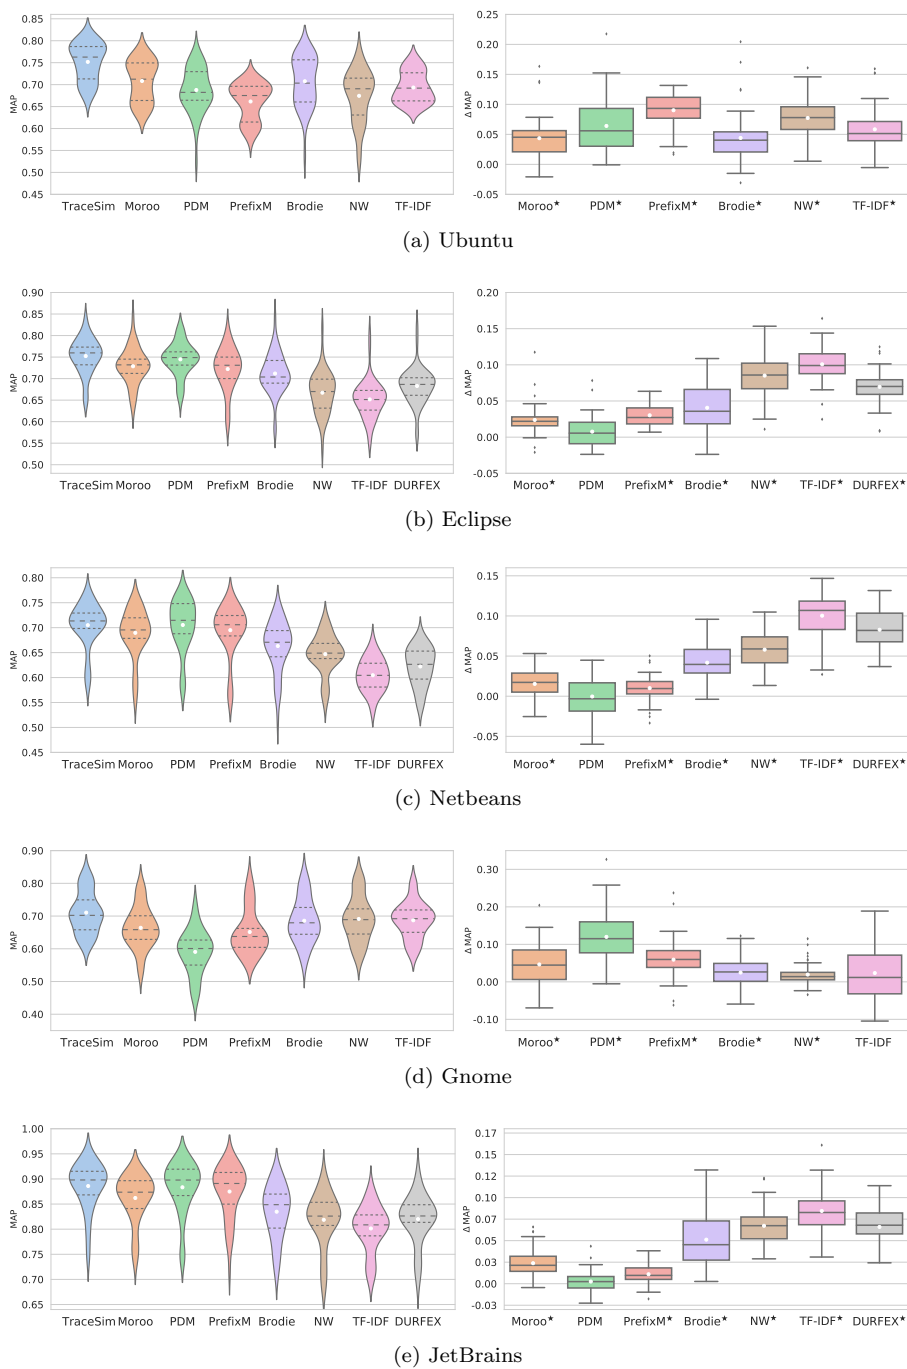 0.85
0.80
0.75
0.70
0.65
0.60
0.55
0.50
0.45
MAP
TraceSim Moroo PDM PrefixM Brodie NW TF-IDF
0.25
0.20
0.15
0.10
0.05
0.00
-0.05
Δ MAP
Moroo★ PDM★ PrefixM★ Brodie★ NW★ TF-IDF★
(a) Ubuntu
0.90
0.85
0.80
0.75
0.70
0.65
0.60
0.55
0.50
MAP
TraceSim Moroo PDM PrefixM Brodie NW TF-IDF DURFEX
0.20
0.15
0.10
0.05
0.00
-0.05
Δ MAP
Moroo★ PDM PrefixM★ Brodie★ NW★ TF-IDF★ DURFEX★
(b) Eclipse
0.80
0.75
0.70
0.65
0.60
0.55
0.50
0.45
MAP
TraceSim Moroo PDM PrefixM Brodie NW TF-IDF DURFEX
0.15
0.10
0.05
0.00
-0.05
Δ MAP
Moroo★ PDM PrefixM★ Brodie★ NW★ TF-IDF★ DURFEX★
(c) Netbeans
0.90
0.80
0.70
0.60
0.50
0.40
MAP
TraceSim Moroo PDM PrefixM Brodie NW TF-IDF
0.30
0.20
0.10
0.00
-0.10
Δ MAP
Moroo★ PDM★ PrefixM★ Brodie★ NW★ TF-IDF
(d) Gnome
1.00
0.95
0.90
0.85
0.80
0.75
0.70
0.65
MAP
TraceSim Moroo PDM PrefixM Brodie NW TF-IDF DURFEX
0.17
0.12
0.10
0.07
0.03
0.00
-0.03
Δ MAP
Moroo★ PDM PrefixM★ Brodie★ NW★ TF-IDF★ DURFEX★
(e) JetBrains